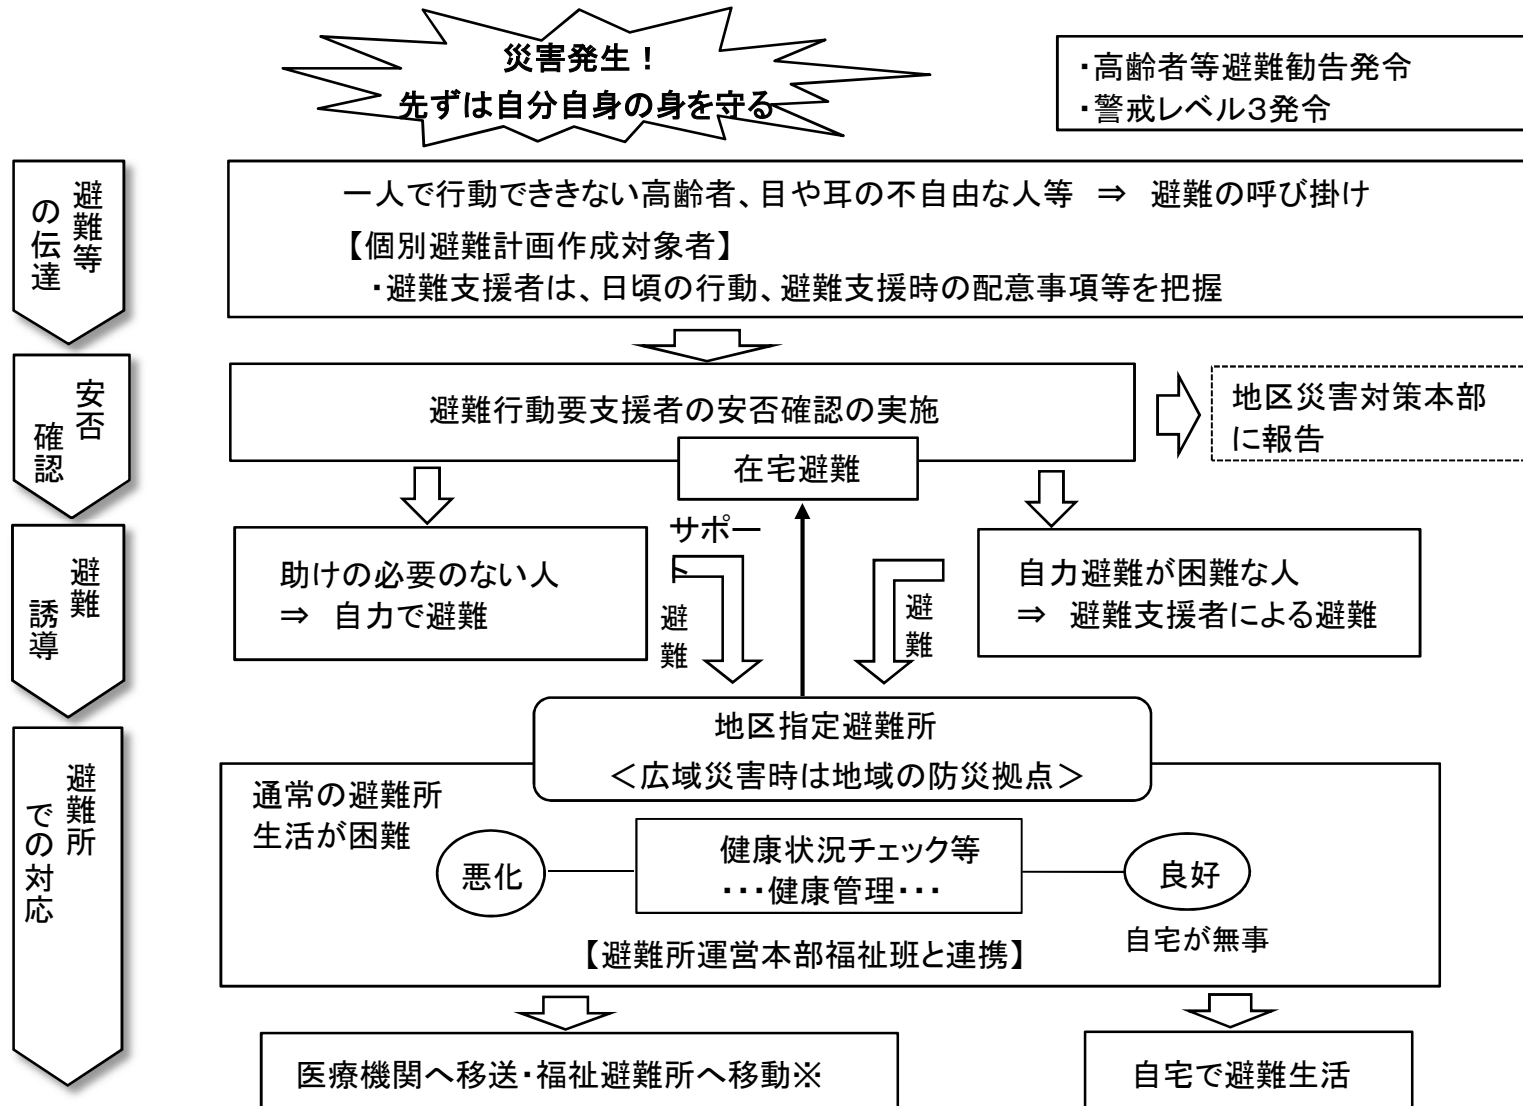 災害発生！
先ずは自分自身の身を守る
・高齢者等避難勧告発令
・警戒レベル3発令
避難等
の伝達
一人で行動でききない高齢者、目や耳の不自由な人等 ⇒ 避難の呼び掛け
【個別避難計画作成対象者】
・避難支援者は、日頃の行動、避難支援時の配意事項等を把握
安否
確認
避難行動要支援者の安否確認の実施
地区災害対策本部
に報告
在宅避難
避難
誘導
助けの必要のない人
⇒ 自力で避難
サポー
避難
避難
自力避難が困難な人
⇒ 避難支援者による避難
避難所
での対応
地区指定避難所
＜広域災害時は地域の防災拠点＞
通常の避難所
生活が困難
悪化
健康状況チェック等
・・・健康管理・・・
良好
自宅が無事
【避難所運営本部福祉班と連携】
医療機関へ移送・福祉避難所へ移動※
自宅で避難生活